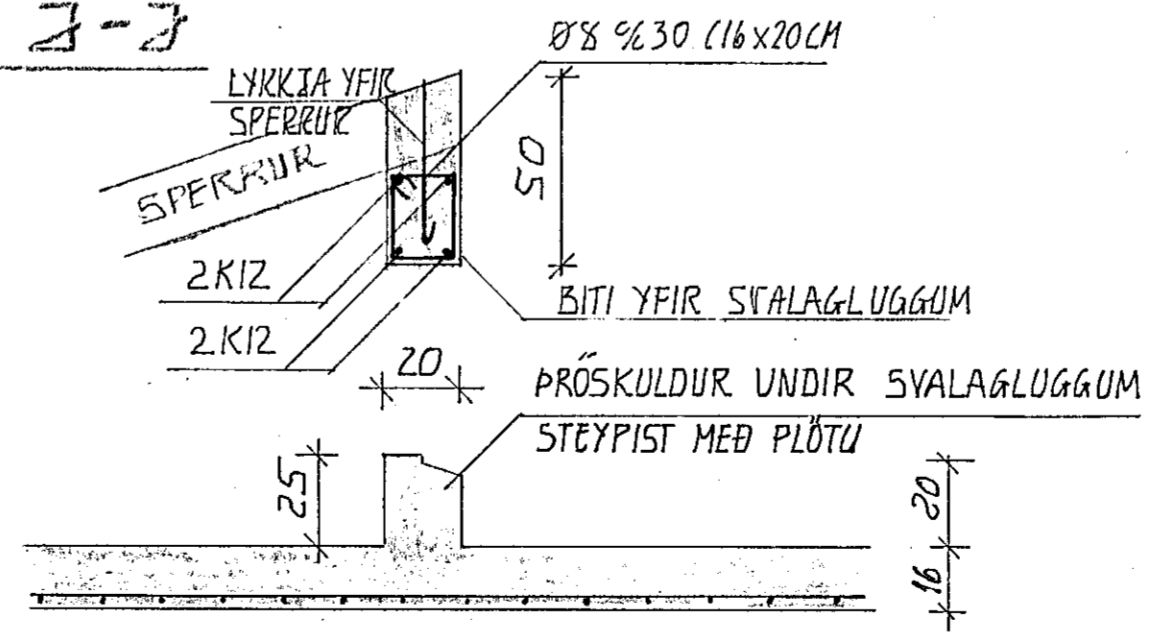 J-J
Ø8 % 30 (16x20CM
LYKKJA YFIR
SPERRUR
SPERRUR
50
2K12
BITI YFIR SVALAGLUGGUM
2K12
20
ÞRÖSKULDUR UNDIR SVALAGLUGGUM
STEYPIST MEÐ PLÖTU
25
20
16